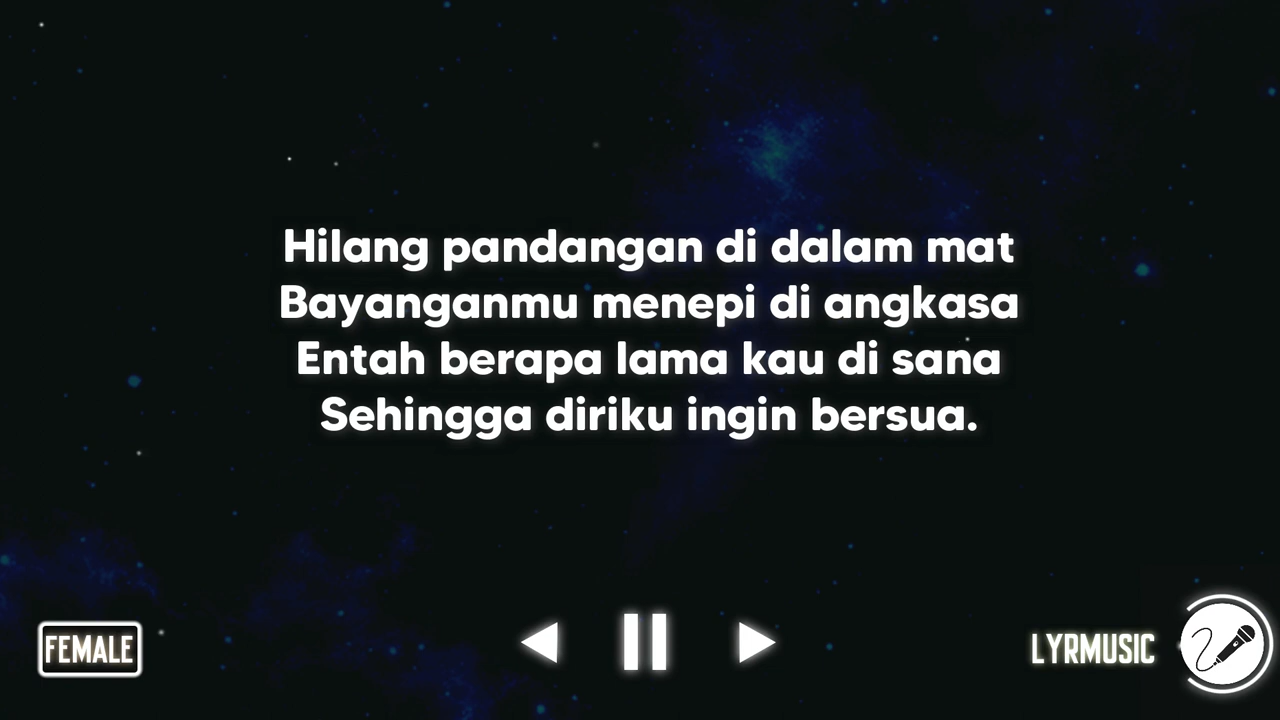 Hilang pandangan di dalam mat
Bayanganmu menepi di angkasa
Entah berapa lama kau di sana
Sehingga diriku ingin bersua.
FEMALE
LYRMUSIC